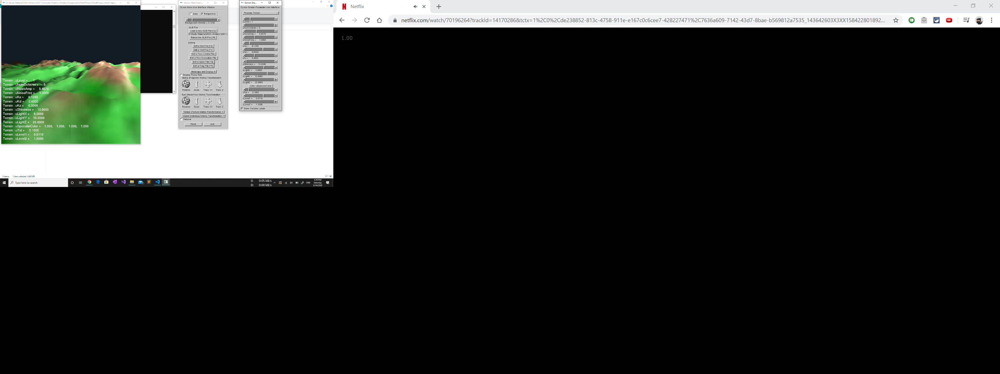 D:\Study Material\2020-Winter\CS557 Computer Graphics Shaders\Assignments\Final Project\FinalProject_Akash Agar...
Terrain : uLevel = 1
Terrain : uNumOctaves = 5
Terrain : uNoiseAmp = 5.4878
Terrain : uNoiseFreq = 1.0000
Terrain : uKa = 0.1280
Terrain : uKd = 0.6000
Terrain : uKs = 0.3000
Terrain : uShininess = 10.0000
Terrain : uLightX = 5.0000
Terrain : uLightY = 10.0000
Terrain : uLightZ = 20.0000
Terrain : uSpecularColor = 1.000, 1.000, 1.000, 1.000
Terrain : uTol = 0.1000
Terrain : uLevel1 = 0.6110
Terrain : uLevel2 = 1.0000
GLman Main User I...
GLman Main User Interface Window
Axes Perspective
Background Intensity = 0.1294
GLIB File
Load a new GLIB File [^L]
D:\Study Material\2020-Winter\CS557 C
Reload the GLIB File [^R]
Editing
Edit a Glib File [^G]
Edit a Vert File [^V]
Edit a Tess Control File
Edit a Tess Evaluation File
Edit a Geom File [^E]
Edit a Frag File [^F]
Hardcopy and Display +
Display Frame Rate
Global (Projection Matrix) Transformation
Rotation Scale Trans XY Trans Z
Eye (ModelView Matrix) Transformation
Rotation Scale Trans XY Trans Z
Texture (Texture Matrix) Transformation +
Object (Individual Matrix) Transformation +
Verbose
Reset Quit
GLman Sha...
GLman Shader Parameter User Interface
Program: Terrain
uLevel = 1
uNumOctaves = 5
uNoiseAmp = 5.4878
uNoiseFreq = 1.0000
uKa = 0.1280
uKd = 0.6000
uKs = 0.3000
uShininess = 10.0000
uLightX = 5.0000
uLightY = 10.0000
uLightZ = 20.0000
Color: uSpecularColor
uTol = 0.1000
uLevel1 = 0.6110
uLevel2 = 1.0000
Show Variable Labels
5 items 1 item selected 6.60 MB
Type here to search
U: 0.05 kB/s
D: 0.00 kB/s
ENG
4:39 PM
Saturday
3/14/2020
Netflix
netflix.com/watch/70196264?trackId=14170286&tctx=1%2C0%2Cde238852-813c-4758-911e-e167c0c6cee7-428227471%2C7636a609-7142-43d7-8bae-b569812a7535_143642603X3XX158422801892...
1.00